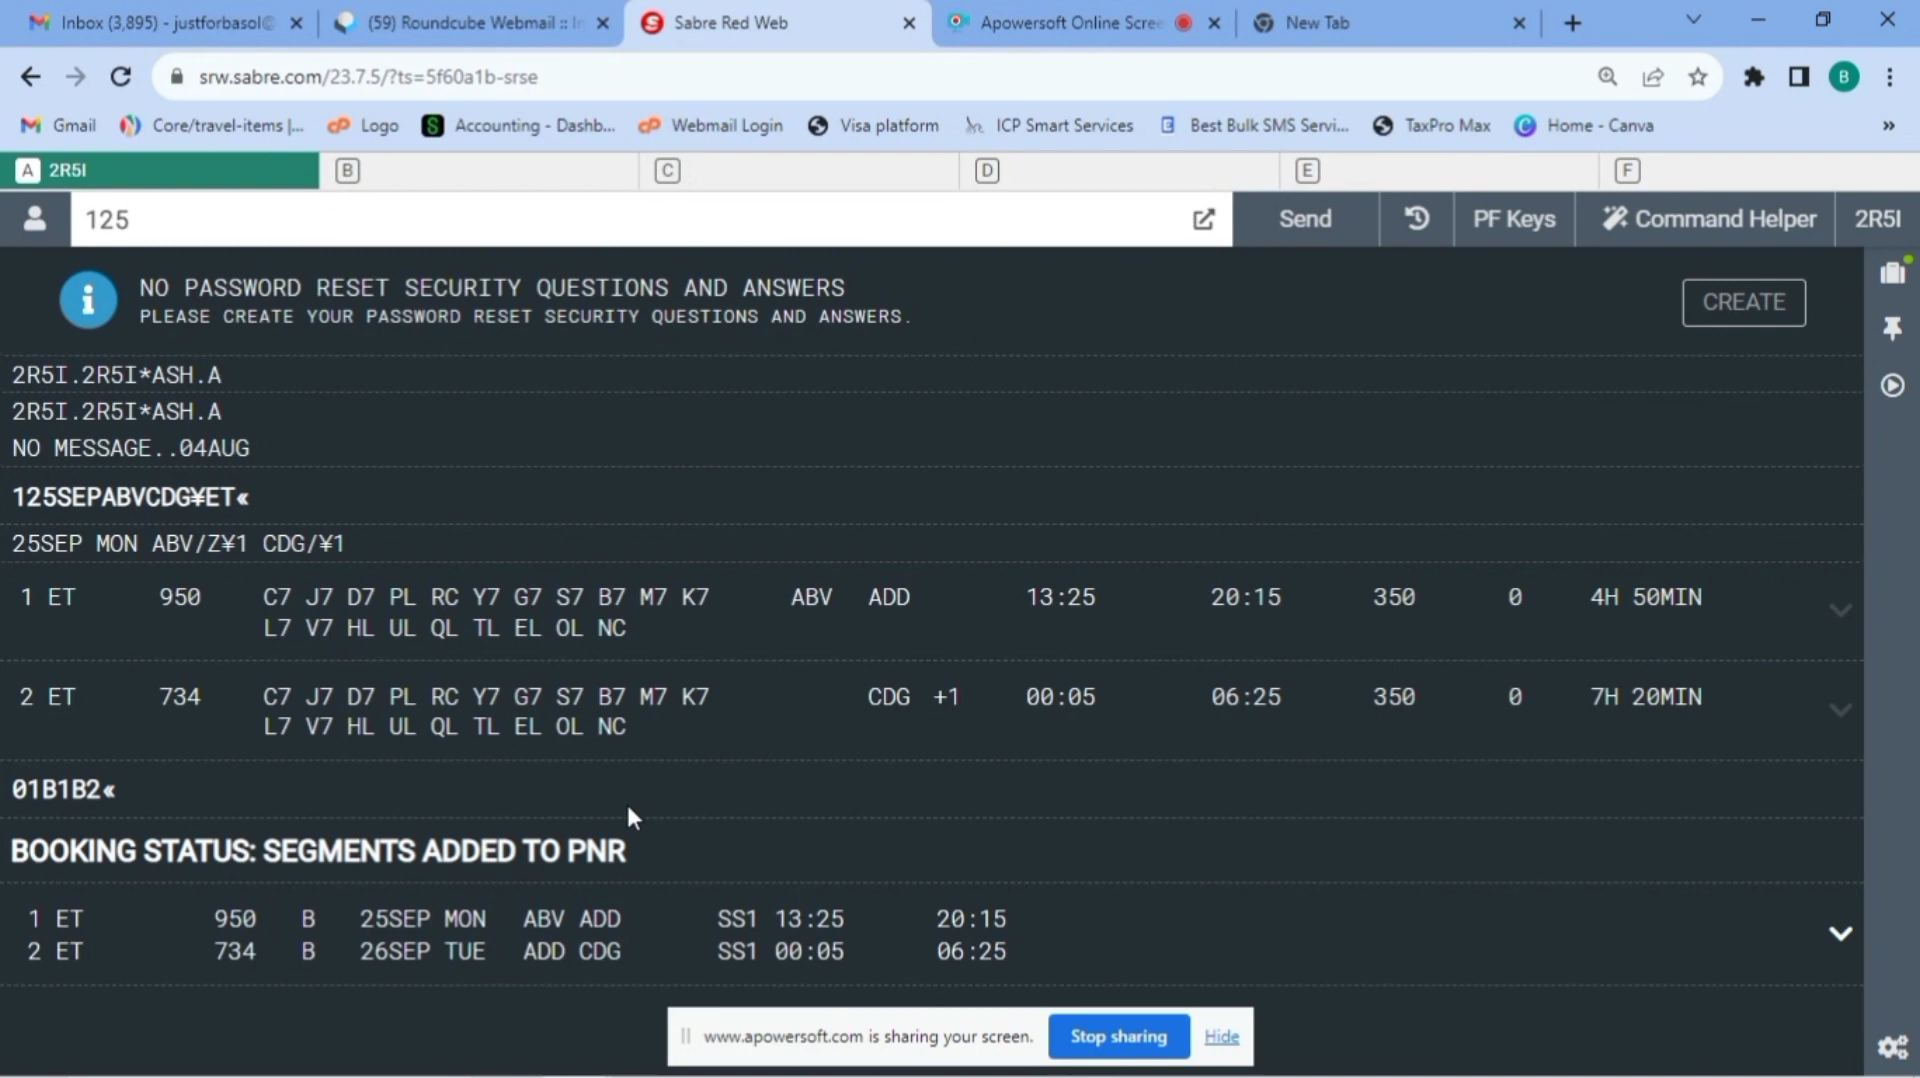 Inbox (3,895) - justforbasol@
(59) Roundcube Webmail :: In
Sabre Red Web
Apowersoft Online Scree
New Tab
srw.sabre.com/23.7.5/?ts=5f60a1b-srse
B
Gmail
Core/travel-items |...
Logo
Accounting - Dashb...
Webmail Login
Visa platform
ICP Smart Services
Best Bulk SMS Servi...
TaxPro Max
Home - Canva
»
A 2R5I
B
C
D
E
F
125
Send
PF Keys
Command Helper
2R5I
NO PASSWORD RESET SECURITY QUESTIONS AND ANSWERS
PLEASE CREATE YOUR PASSWORD RESET SECURITY QUESTIONS AND ANSWERS.
CREATE
2R5I.2R5I*ASH.A
2R5I.2R5I*ASH.A
NO MESSAGE..04AUG
125SEPABVCDG¥ET«
25SEP MON ABV/Z¥1 CDG/¥1
1 ET 950 C7 J7 D7 PL RC Y7 G7 S7 B7 M7 K7 ABV ADD 13:25 20:15 350 0 4H 50MIN
L7 V7 HL UL QL TL EL OL NC
2 ET 734 C7 J7 D7 PL RC Y7 G7 S7 B7 M7 K7 CDG +1 00:05 06:25 350 0 7H 20MIN
L7 V7 HL UL QL TL EL OL NC
01B1B2«
BOOKING STATUS: SEGMENTS ADDED TO PNR
1 ET 950 B 25SEP MON ABV ADD SS1 13:25 20:15
2 ET 734 B 26SEP TUE ADD CDG SS1 00:05 06:25
www.apowersoft.com is sharing your screen.
Stop sharing
Hide